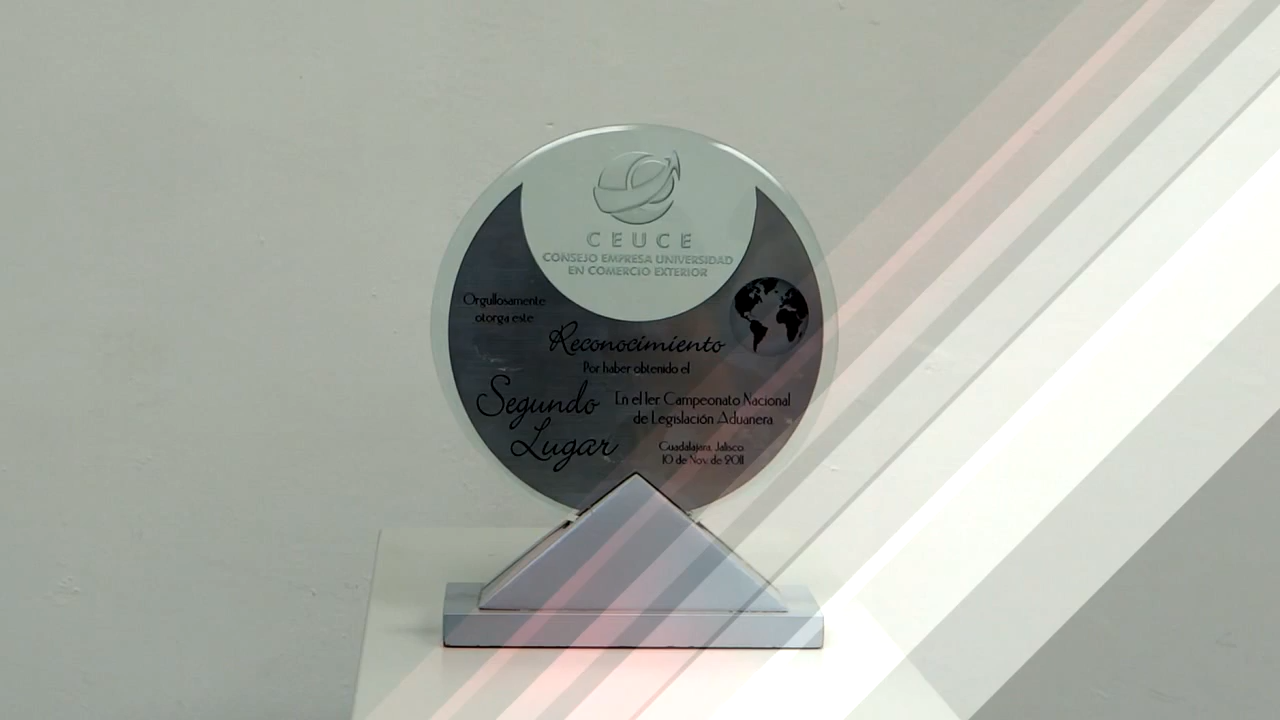 CEUCE
CONSEJO EMPRESA UNIVERSIDAD
EN COMERCIO EXTERIOR
Orgullosamente
otorga este
Reconocimiento
Por haber obtenido el
Segundo
Lugar
En el 1er Campeonato Nacional
de Legislación Aduanera
Guadalajara, Jalisco.
10 de Nov. de 2011